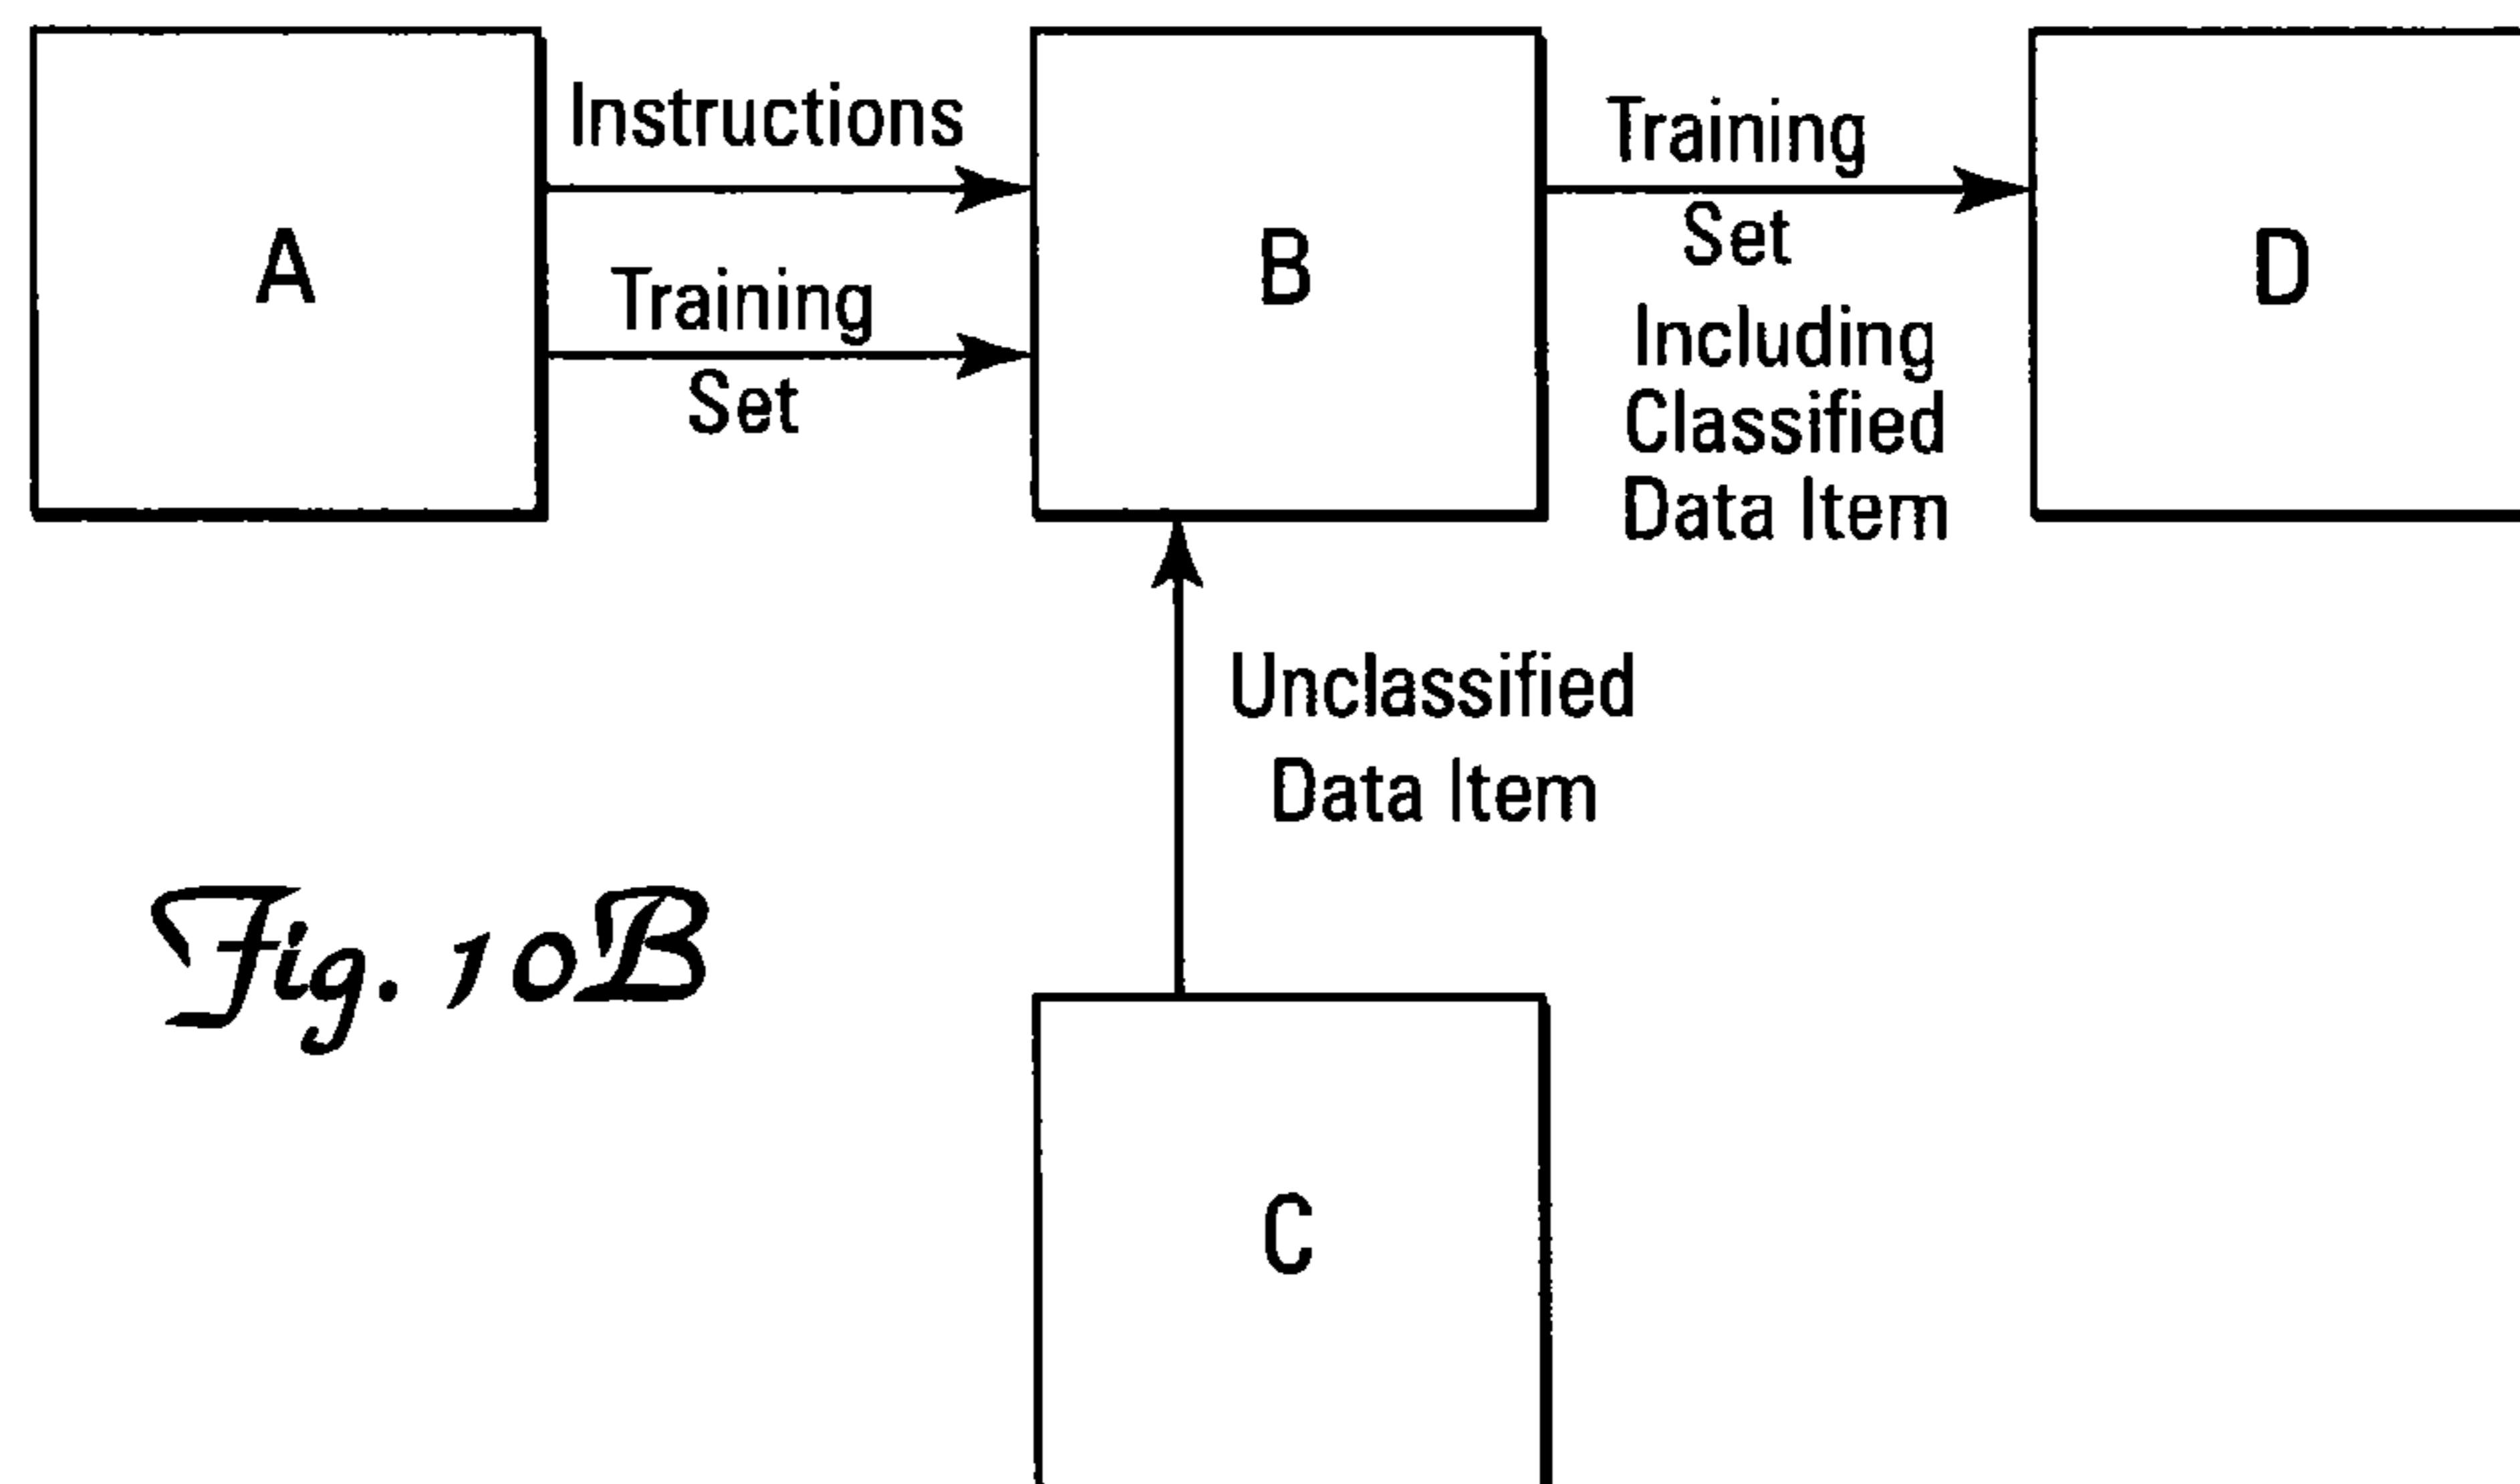 A
Instructions
Training
Set
B
Training
Set
Including
Classified
Data Item
D
Unclassified
Data Item
Fig. 10B
C